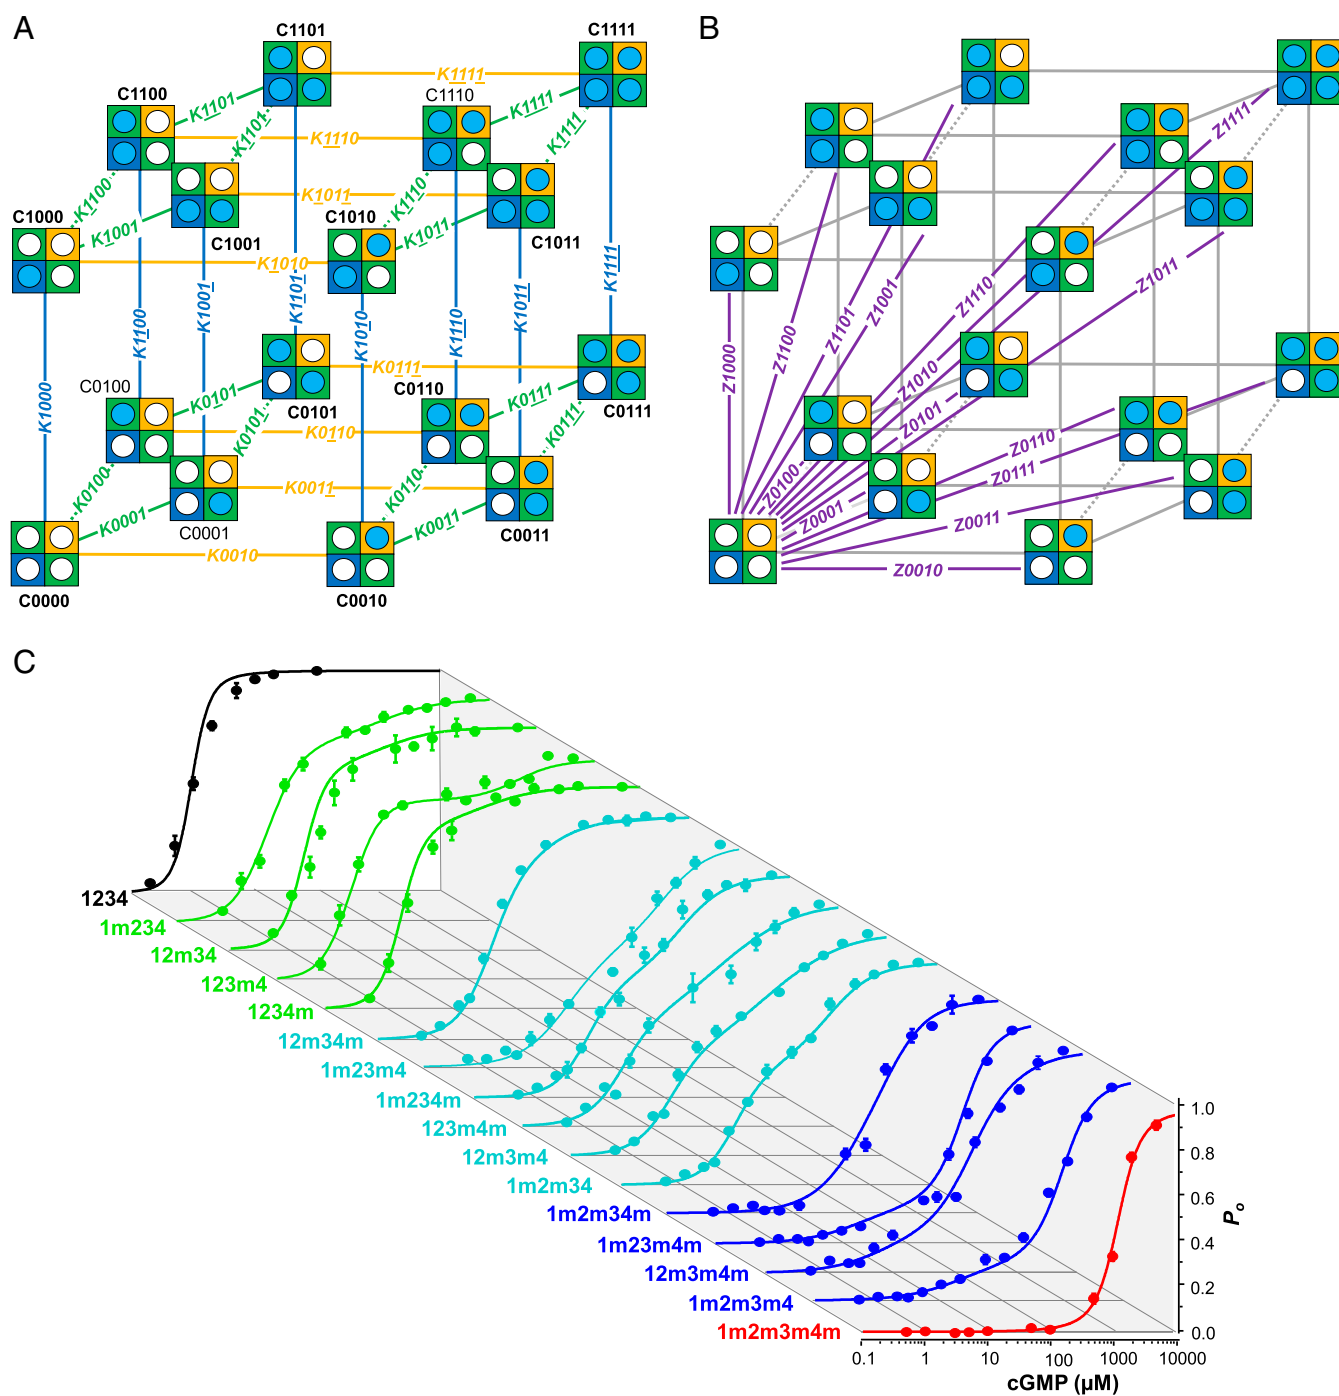 A
C1101
C1111
K1111
C1100
K1101
C1110
K1111
K1101
K1110
K1111
K1100
K1011
K1110
C1000
K1001
C1010
K1011
C1001
C1011
K1010
K1001
K1101
K1111
K1100
K1010
K1110
K1011
C0100
K0111
K1000
K0101
C0101
C0110
K0111
C0111
K0101
K0110
K0111
K0100
K0011
K0110
K0001
C0001
K0011
C0011
K0010
C0000
C0010
B
Z1111
Z1011
Z1110
Z1001
Z1101
Z1100
Z1000
Z1010
Z0101
Z0110
Z0111
Z0100
Z0001
Z0011
Z0010
C
1234
1m234
12m34
123m4
1234m
12m34m
1m23m4
1m234m
123m4m
12m3m4
1m2m34
1m2m34m
1m23m4m
12m3m4m
1m2m3m4
1m2m3m4m
1.0
0.8
0.6
0.4
0.2
0.0
Po
0.1 1 10 100 1000 10000
cGMP (µM)